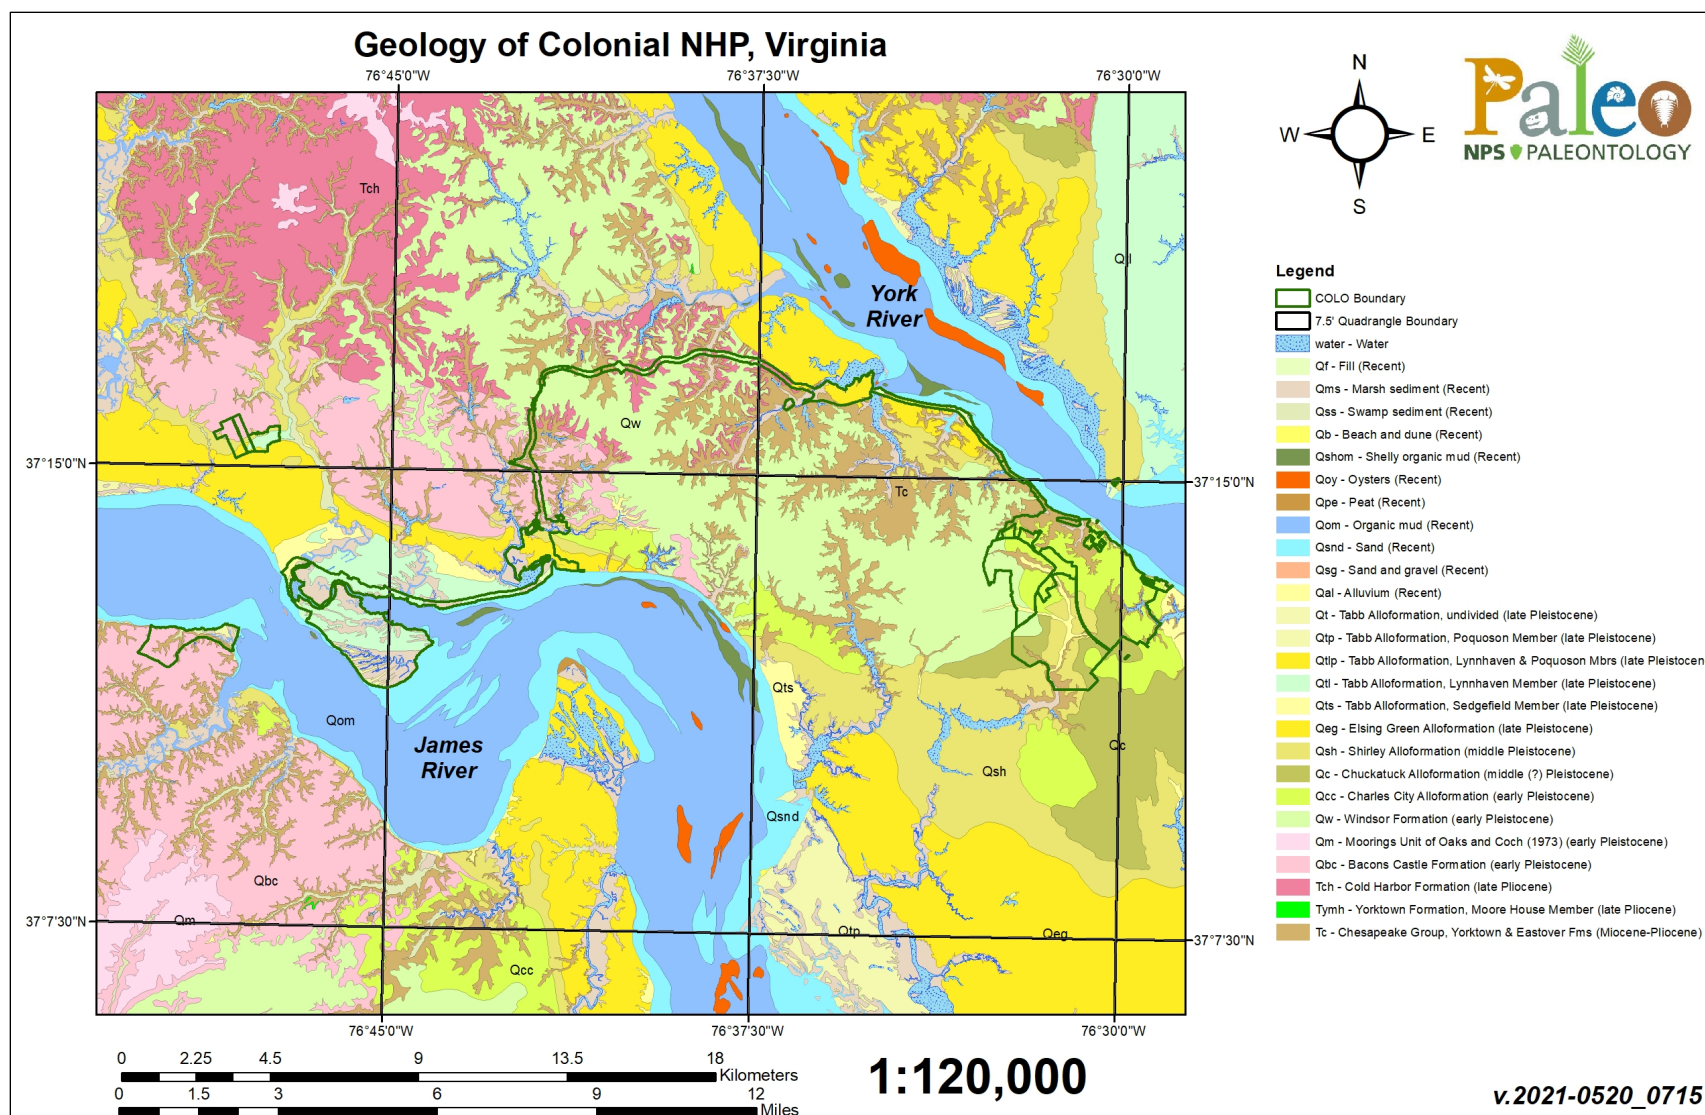 Geology of Colonial NHP, Virginia
76°45'0"W
76°37'30"W
76°30'0"W
N
W
E
S
Paleo
NPS PALEONTOLOGY
Tch
York
River
Qw
37°15'0"N
37°15'0"N
Tc
Qts
Qom
James
River
Qc
Qsh
Qsnd
Qbc
Qm
37°7'30"N
37°7'30"N
Qtp
Qeg
Qcc
76°45'0"W
76°37'30"W
76°30'0"W
Legend
COLO Boundary
7.5' Quadrangle Boundary
water - Water
Qf - Fill (Recent)
Qms - Marsh sediment (Recent)
Qss - Swamp sediment (Recent)
Qb - Beach and dune (Recent)
Qshom - Shelly organic mud (Recent)
Qoy - Oysters (Recent)
Qpe - Peat (Recent)
Qom - Organic mud (Recent)
Qsnd - Sand (Recent)
Qsg - Sand and gravel (Recent)
Qal - Alluvium (Recent)
Qt - Tabb Alloformation, undivided (late Pleistocene)
Qtp - Tabb Alloformation, Poquoson Member (late Pleistocene)
Qtlp - Tabb Alloformation, Lynnhaven & Poquoson Mbrs (late Pleistocen
Qtl - Tabb Alloformation, Lynnhaven Member (late Pleistocene)
Qts - Tabb Alloformation, Sedgefield Member (late Pleistocene)
Qeg - Elsing Green Alloformation (late Pleistocene)
Qsh - Shirley Alloformation (middle Pleistocene)
Qc - Chuckatuck Alloformation (middle (?) Pleistocene)
Qcc - Charles City Alloformation (early Pleistocene)
Qw - Windsor Formation (early Pleistocene)
Qm - Moorings Unit of Oaks and Coch (1973) (early Pleistocene)
Qbc - Bacons Castle Formation (early Pleistocene)
Tch - Cold Harbor Formation (late Pliocene)
Tymh - Yorktown Formation, Moore House Member (late Pliocene)
Tc - Chesapeake Group, Yorktown & Eastover Fms (Miocene-Pliocene)
0 2.25 4.5 9 13.5 18
Kilometers
0 1.5 3 6 9 12
Miles
1:120,000
v.2021-0520_0715